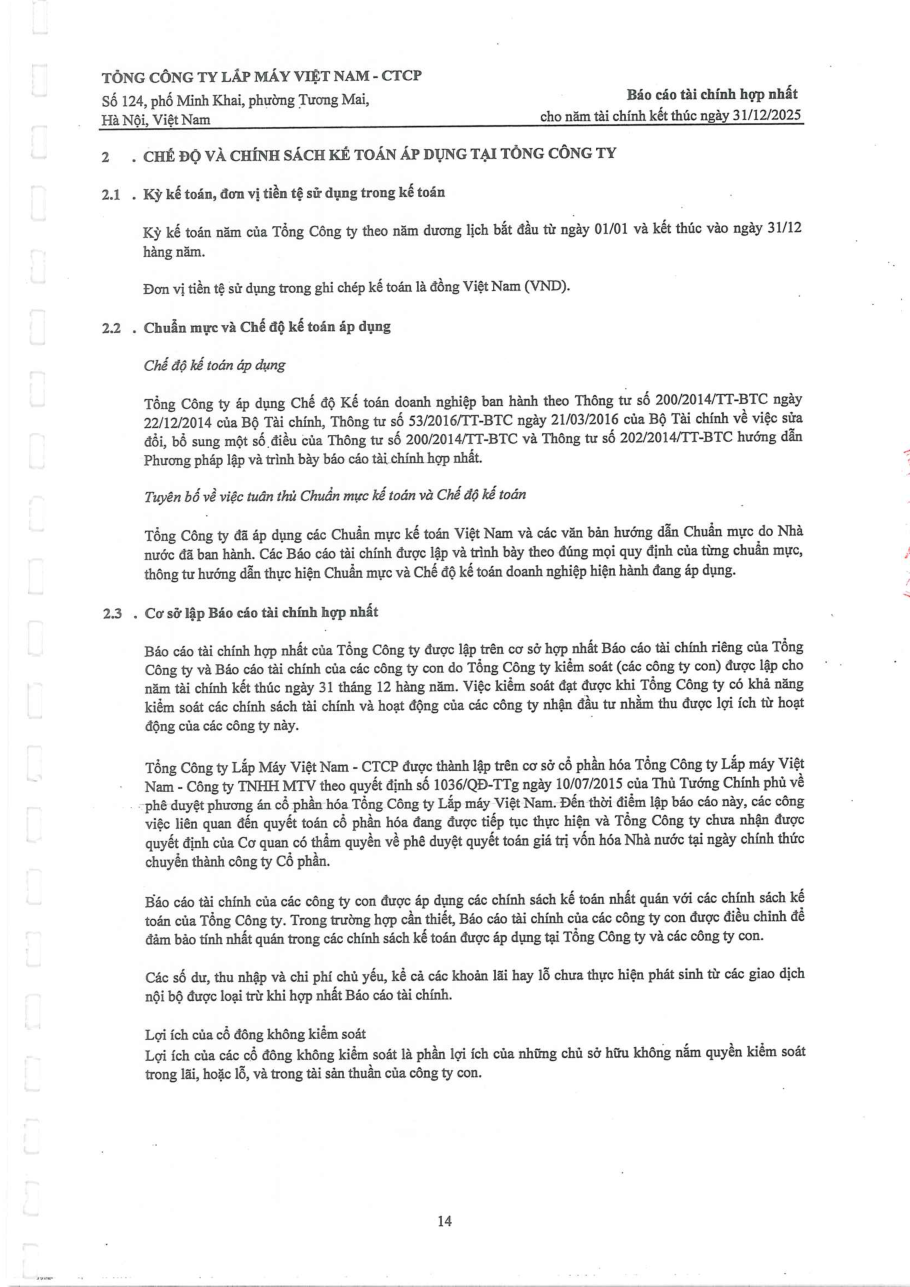 TỔNG CÔNG TY LẮP MÁY VIỆT NAM - CTCP
Số 124, phố Minh Khai, phường Tương Mai,
Hà Nội, Việt Nam
Báo cáo tài chính hợp nhất
cho năm tài chính kết thúc ngày 31/12/2025
2 . CHẾ ĐỘ VÀ CHÍNH SÁCH KẾ TOÁN ÁP DỤNG TẠI TỔNG CÔNG TY
2.1 . Kỳ kế toán, đơn vị tiền tệ sử dụng trong kế toán
Kỳ kế toán năm của Tổng Công ty theo năm dương lịch bắt đầu từ ngày 01/01 và kết thúc vào ngày 31/12
hàng năm.
Đơn vị tiền tệ sử dụng trong ghi chép kế toán là đồng Việt Nam (VND).
2.2 . Chuẩn mực và Chế độ kế toán áp dụng
Chế độ kế toán áp dụng
Tổng Công ty áp dụng Chế độ Kế toán doanh nghiệp ban hành theo Thông tư số 200/2014/TT-BTC ngày
22/12/2014 của Bộ Tài chính, Thông tư số 53/2016/TT-BTC ngày 21/03/2016 của Bộ Tài chính về việc sửa
đổi, bổ sung một số điều của Thông tư số 200/2014/TT-BTC và Thông tư số 202/2014/TT-BTC hướng dẫn
Phương pháp lập và trình bày báo cáo tài chính hợp nhất.
Tuyên bố về việc tuân thủ Chuẩn mực kế toán và Chế độ kế toán
Tổng Công ty đã áp dụng các Chuẩn mực kế toán Việt Nam và các văn bản hướng dẫn Chuẩn mực do Nhà
nước đã ban hành. Các Báo cáo tài chính được lập và trình bày theo đúng mọi quy định của từng chuẩn mực,
thông tư hướng dẫn thực hiện Chuẩn mực và Chế độ kế toán doanh nghiệp hiện hành đang áp dụng.
2.3 . Cơ sở lập Báo cáo tài chính hợp nhất
Báo cáo tài chính hợp nhất của Tổng Công ty được lập trên cơ sở hợp nhất Báo cáo tài chính riêng của Tổng
Công ty và Báo cáo tài chính của các công ty con do Tổng Công ty kiểm soát (các công ty con) được lập cho
năm tài chính kết thúc ngày 31 tháng 12 hàng năm. Việc kiểm soát đạt được khi Tổng Công ty có khả năng
kiểm soát các chính sách tài chính và hoạt động của các công ty nhận đầu tư nhằm thu được lợi ích từ hoạt
động của các công ty này.
Tổng Công ty Lắp Máy Việt Nam - CTCP được thành lập trên cơ sở cổ phần hóa Tổng Công ty Lắp máy Việt
Nam - Công ty TNHH MTV theo quyết định số 1036/QĐ-TTg ngày 10/07/2015 của Thủ Tướng Chính phủ về
phê duyệt phương án cổ phần hóa Tổng Công ty Lắp máy Việt Nam. Đến thời điểm lập báo cáo này, các công
việc liên quan đến quyết toán cổ phần hóa đang được tiếp tục thực hiện và Tổng Công ty chưa nhận được
quyết định của Cơ quan có thẩm quyền về phê duyệt quyết toán giá trị vốn hóa Nhà nước tại ngày chính thức
chuyển thành công ty Cổ phần.
Báo cáo tài chính của các công ty con được áp dụng các chính sách kế toán nhất quán với các chính sách kế
toán của Tổng Công ty. Trong trường hợp cần thiết, Báo cáo tài chính của các công ty con được điều chỉnh để
đảm bảo tính nhất quán trong các chính sách kế toán được áp dụng tại Tổng Công ty và các công ty con.
Các số dư, thu nhập và chi phí chủ yếu, kể cả các khoản lãi hay lỗ chưa thực hiện phát sinh từ các giao dịch
nội bộ được loại trừ khi hợp nhất Báo cáo tài chính.
Lợi ích của cổ đông không kiểm soát
Lợi ích của các cổ đông không kiểm soát là phần lợi ích của những chủ sở hữu không nắm quyền kiểm soát
trong lãi, hoặc lỗ, và trong tài sản thuần của công ty con.
14